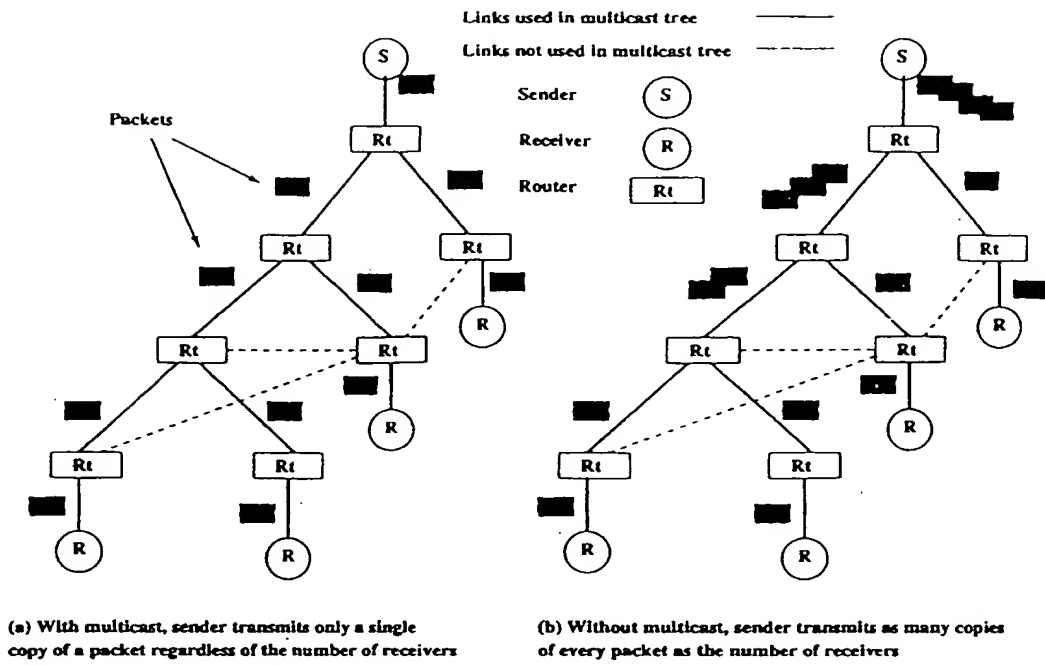 Links used in multicast tree
Links not used in multicast tree
S
S
Sender
S
Packets
Rt
Receiver
R
Rt
Router
Rt
Rt
Rt
Rt
Rt
R
R
Rt
Rt
Rt
Rt
R
R
Rt
Rt
Rt
Rt
R
R
R
R
(a) With multicast, sender transmits only a single
copy of a packet regardless of the number of receivers
(b) Without multicast, sender transmits as many copies
of every packet as the number of receivers